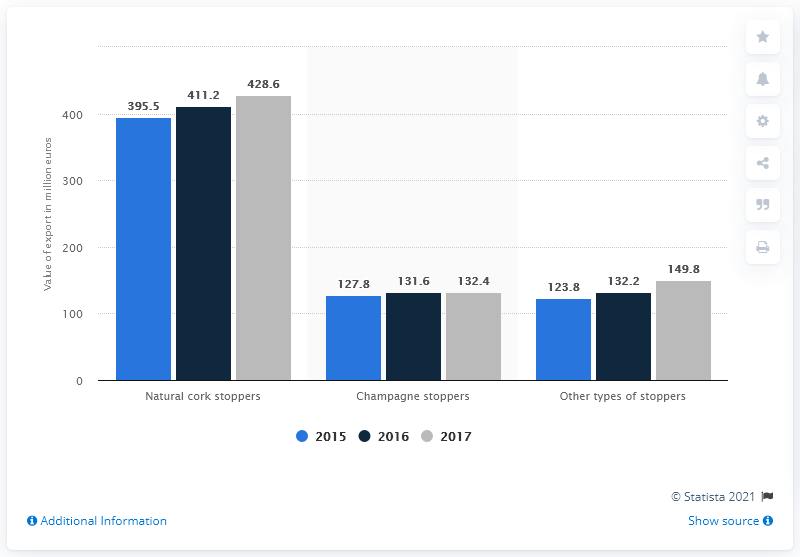 Value of export in million euros
400
300
200
100
0
395.5
411.2
428.6
127.8
131.6
132.4
123.8
132.2
149.8
Natural cork stoppers
Champagne stoppers
Other types of stoppers
2015
2016
2017
© Statista 2021
Additional Information
Show source